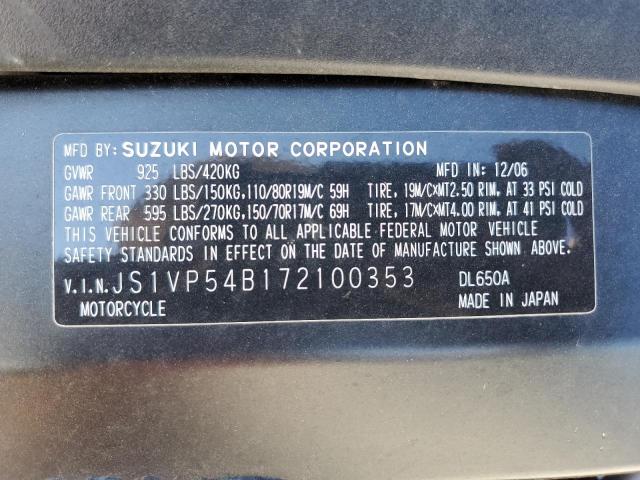 MFD BY: SUZUKI MOTOR CORPORATION
GVWR 925 LBS/420KG MFD IN: 12/06
GAWR FRONT 330 LBS/150KG,110/80R19M/C 59H TIRE, 19M/C×MT2.50 RIM, AT 33 PSI COLD
GAWR REAR 595 LBS/270KG,150/70R17M/C 69H TIRE, 17M/C×MT4.00 RIM, AT 41 PSI COLD
THIS VEHICLE CONFORMS TO ALL APPLICABLE FEDERAL MOTOR VEHICLE
SAFETY STANDARDS IN EFFECT ON THE DATE OF MANUFACTURE SHOWN ABOVE.
V.I.N.JS1VP54B172100353 DL650A
MOTORCYCLE MADE IN JAPAN